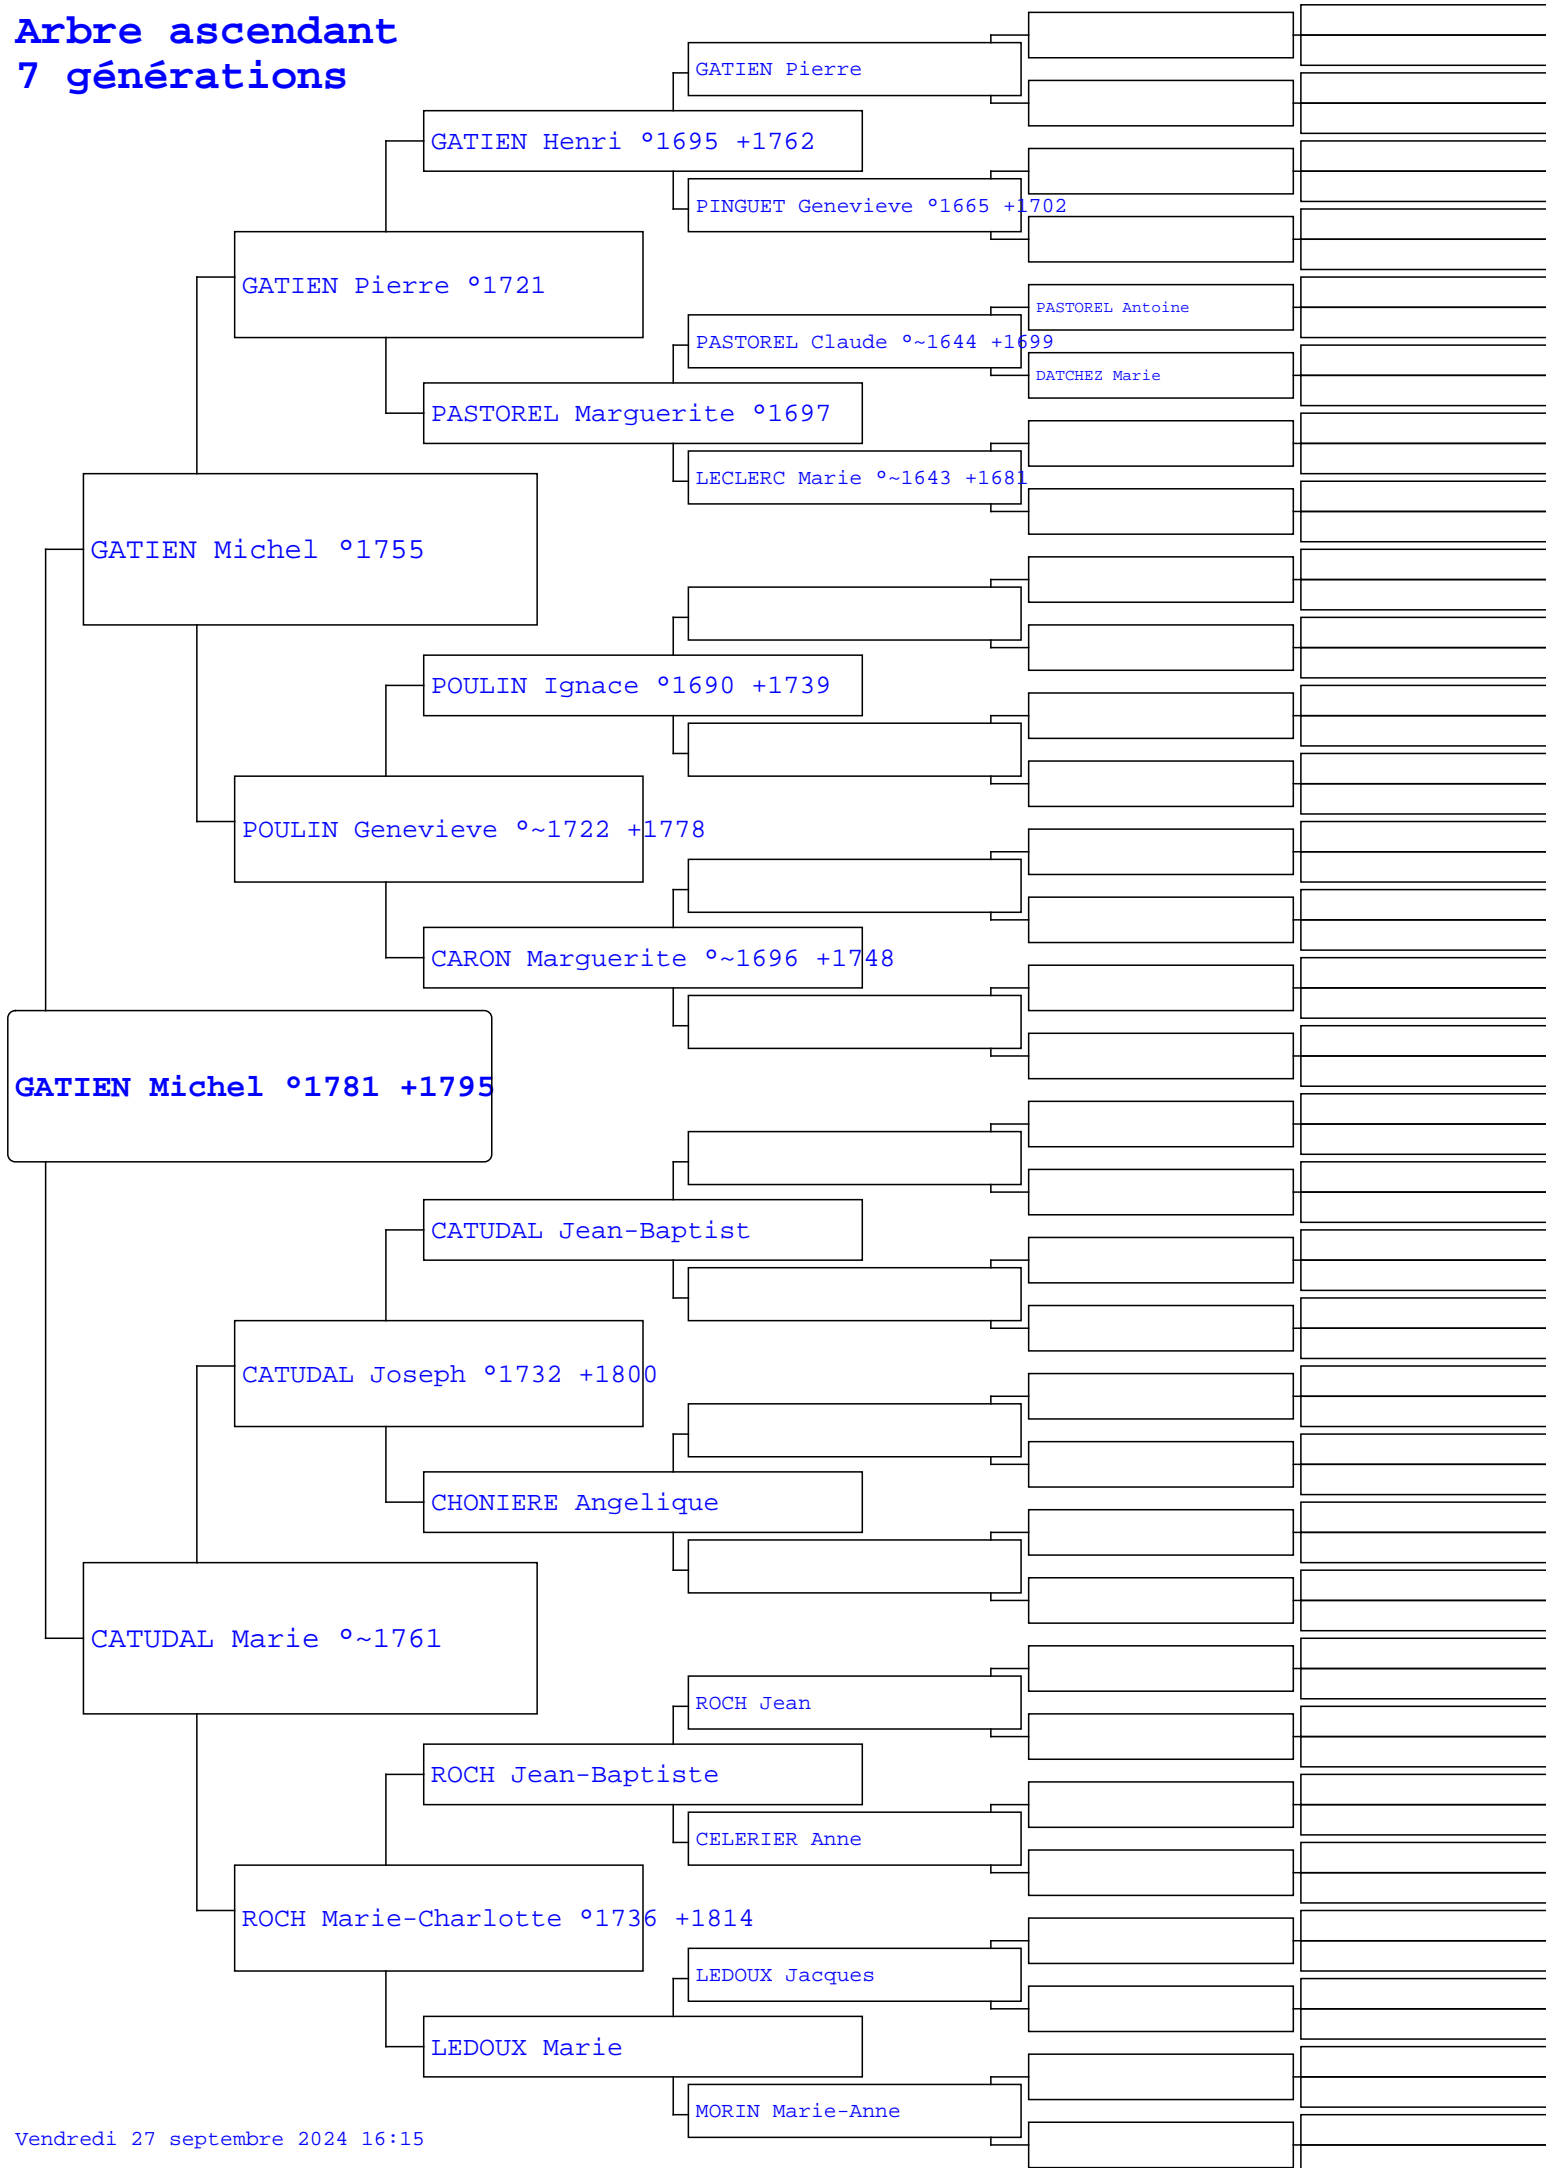 Arbre ascendant
7 générations
GATIEN Pierre
GATIEN Henri °1695 +1762
PINGUET Genevieve °1665 +1702
GATIEN Pierre °1721
PASTOREL Antoine
PASTOREL Claude °~1644 +1699
DATCHEZ Marie
PASTOREL Marguerite °1697
LECLERC Marie °~1643 +1681
GATIEN Michel °1755
POULIN Ignace °1690 +1739
POULIN Genevieve °~1722 +1778
CARON Marguerite °~1696 +1748
GATIEN Michel °1781 +1795
CATUDAL Jean-Baptist
CATUDAL Joseph °1732 +1800
CHONIERE Angelique
CATUDAL Marie °~1761
ROCH Jean
ROCH Jean-Baptiste
CELERIER Anne
ROCH Marie-Charlotte °1736 +1814
LEDOUX Jacques
LEDOUX Marie
MORIN Marie-Anne
Vendredi 27 septembre 2024 16:15